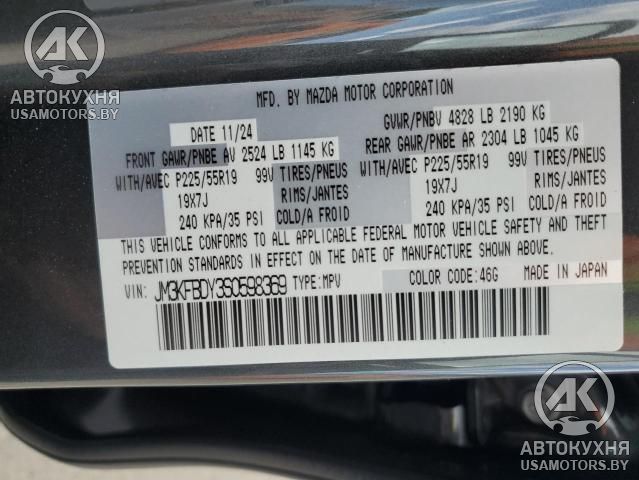 AK
АВТОКУХНЯ
USAMOTORS.BY
MFD. BY MAZDA MOTOR CORPORATION
DATE 11/24 GVWR/PNBV 4828 LB 2190 KG
FRONT GAWR/PNBE AV 2524 LB 1145 KG REAR GAWR/PNBE AR 2304 LB 1045 KG
WITH/AVEC P225/55R19 99V TIRES/PNEUS WITH/AVEC P225/55R19 99V TIRES/PNEUS
19X7J RIMS/JANTES 19X7J RIMS/JANTES
240 KPA/35 PSI COLD/A FROID 240 KPA/35 PSI COLD/A FROID
THIS VEHICLE CONFORMS TO ALL APPLICABLE FEDERAL MOTOR VEHICLE SAFETY AND THEFT
PREVENTION STANDARDS IN EFFECT ON THE DATE OF MANUFACTURE SHOWN ABOVE.
VIN: JM3KFBDY3S0598369 TYPE:MPV COLOR CODE:46G MADE IN JAPAN
AK
АВТОКУХНЯ
USAMOTORS.BY